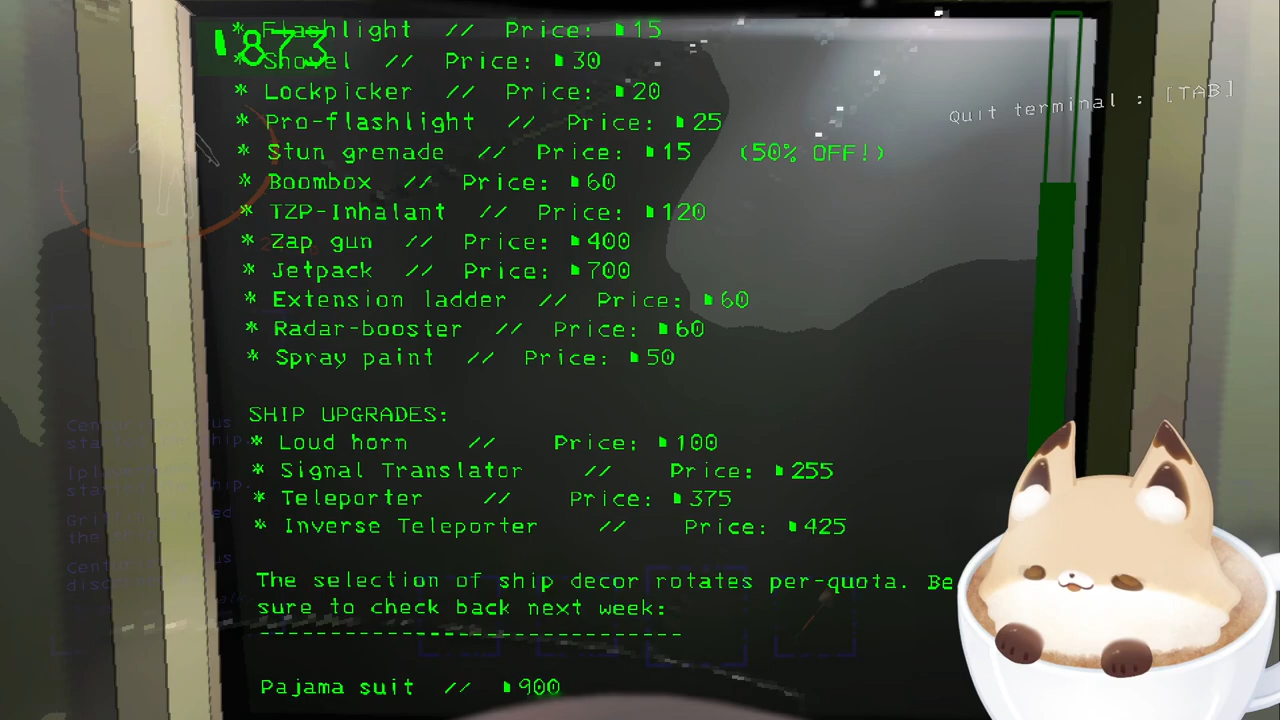 * Flashlight // Price: ▮15
▮873
* Shovel // Price: ▮30
* Lockpicker // Price: ▮20
Quit terminal : [TAB]
* Pro-flashlight // Price: ▮25
* Stun grenade // Price: ▮15 (50% OFF!)
* Boombox // Price: ▮60
* TZP-Inhalant // Price: ▮120
* Zap gun // Price: ▮400
* Jetpack // Price: ▮700
* Extension ladder // Price: ▮60
* Radar-booster // Price: ▮60
* Spray paint // Price: ▮50
SHIP UPGRADES:
* Loud horn // Price: ▮100
* Signal Translator // Price: ▮255
* Teleporter // Price: ▮375
* Inverse Teleporter // Price: ▮425
The selection of ship decor rotates per-quota. Be
sure to check back next week:
------------------------------
Pajama suit // ▮900